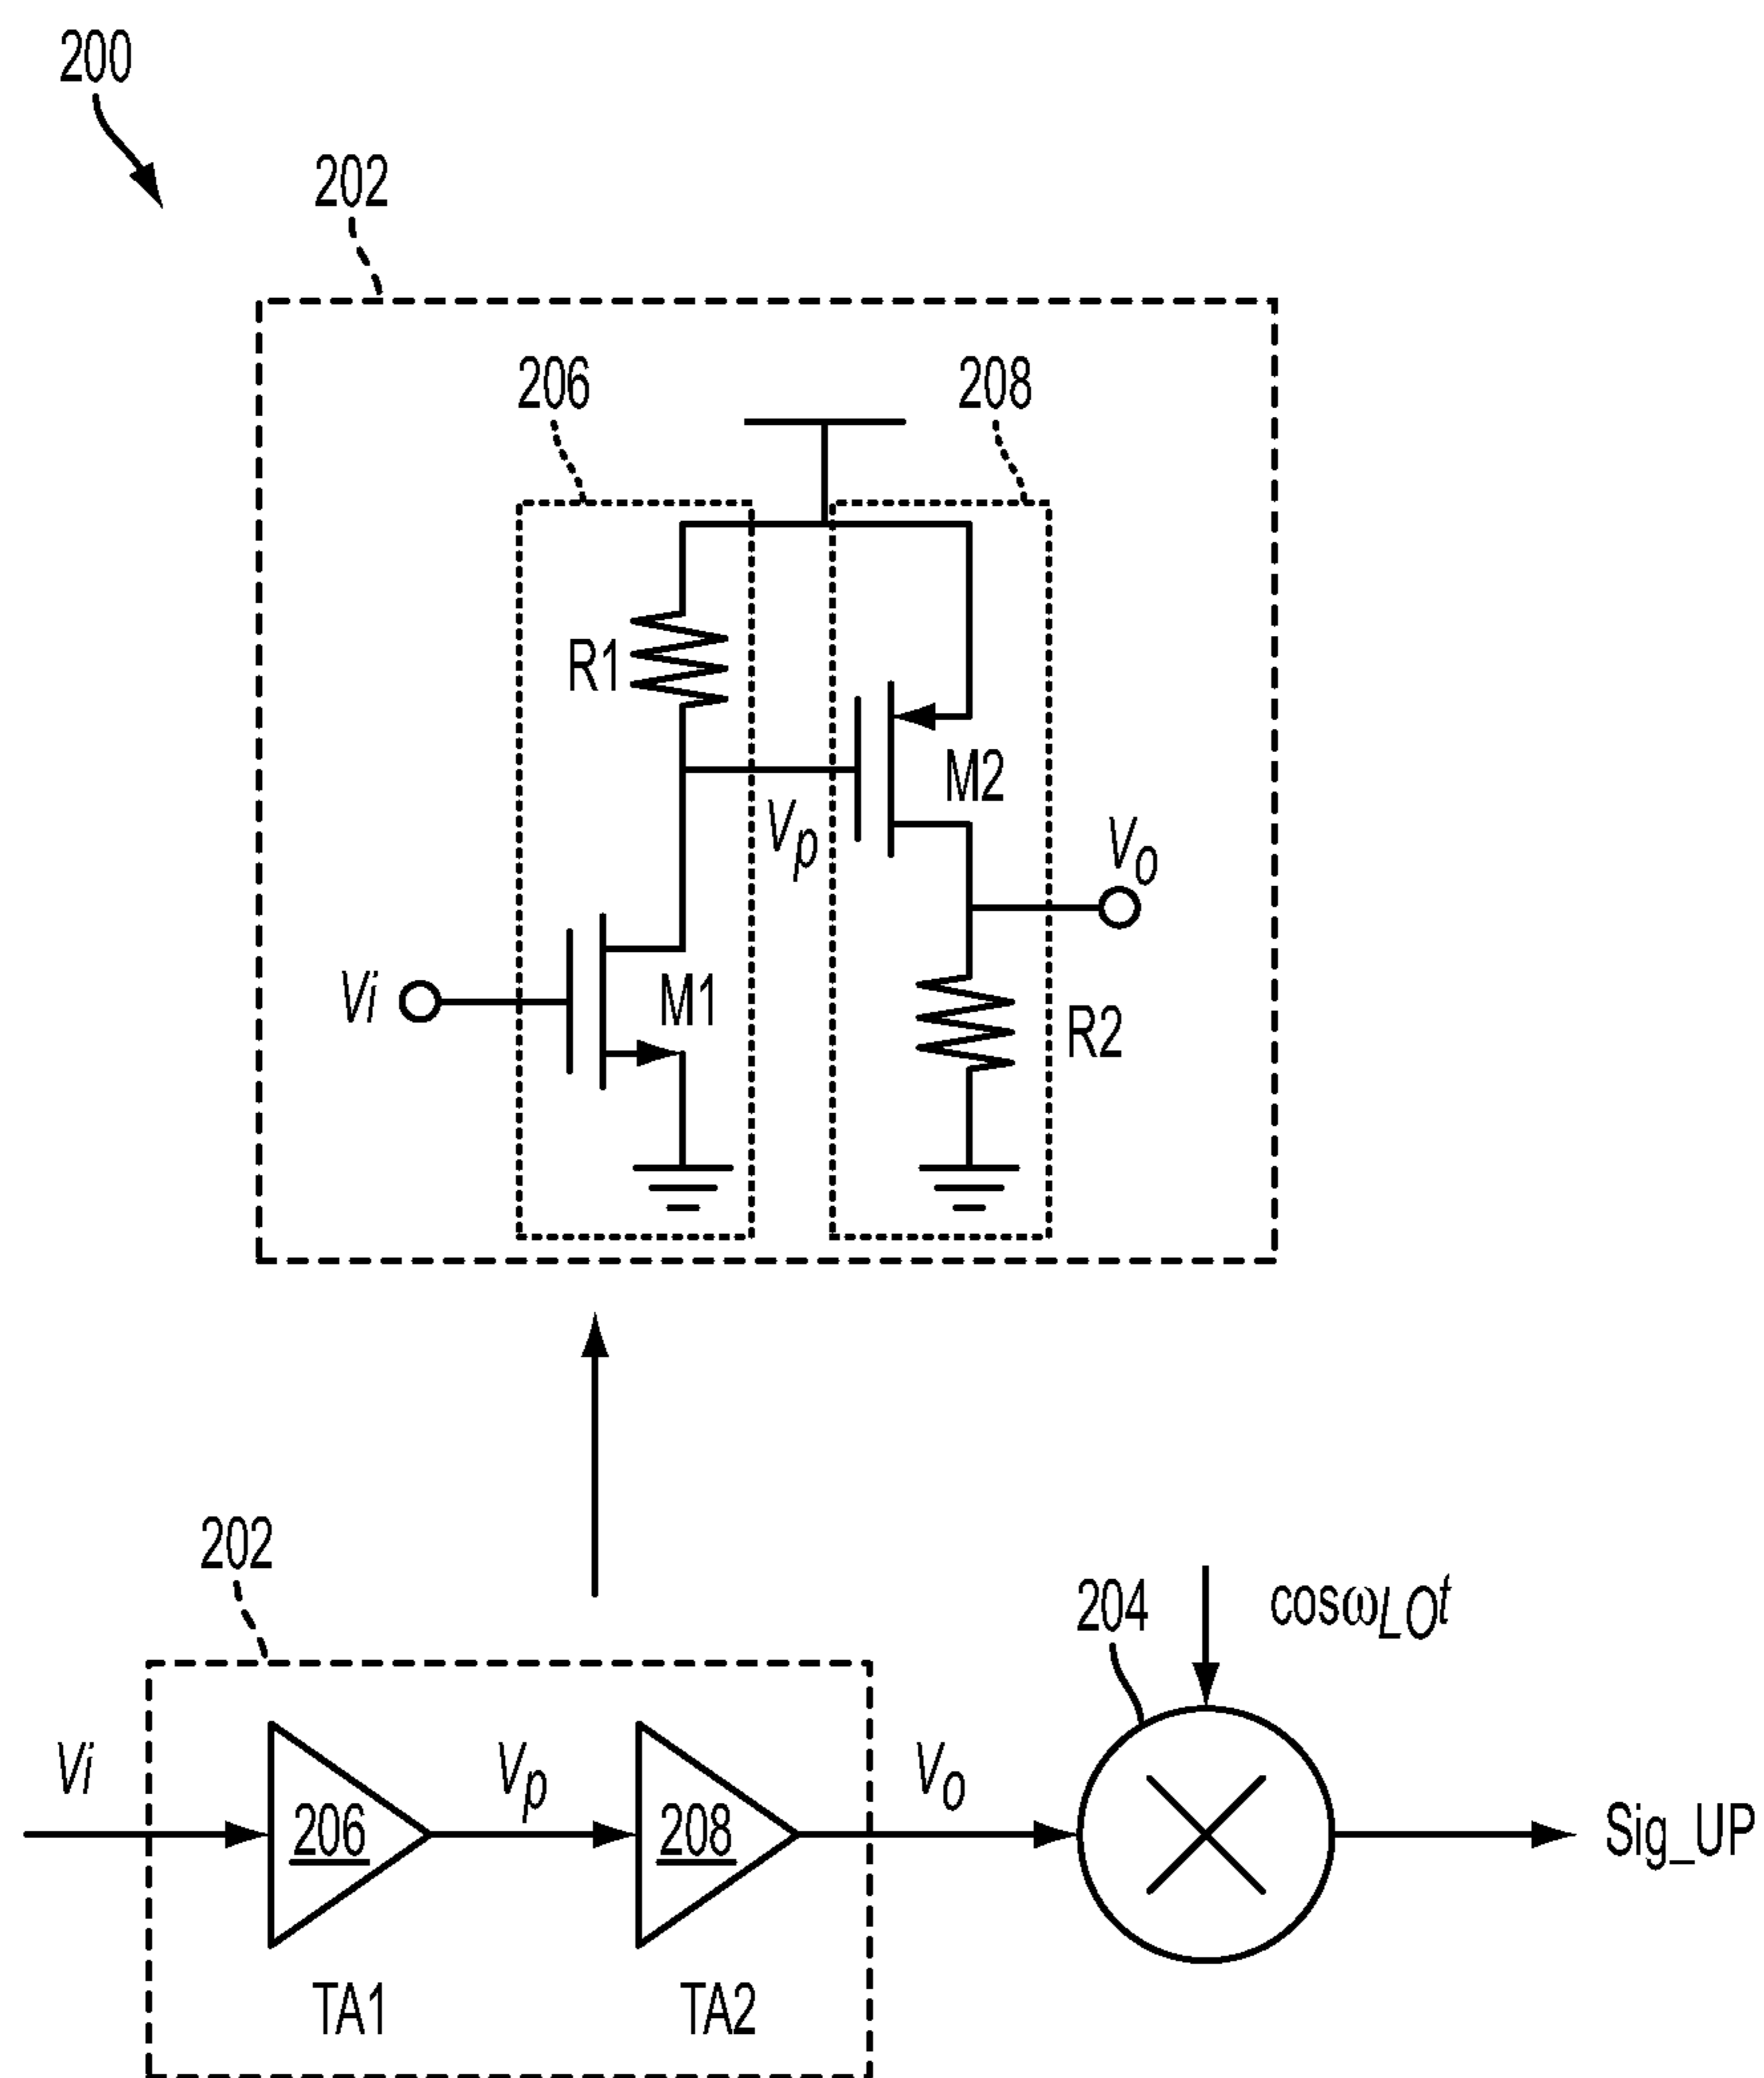 200
202
206
208
R1
M2
Vp
Vo
Vi
M1
R2
202
204
cosωLOt
Vi
206
Vp
208
Vo
Sig_UP
TA1
TA2